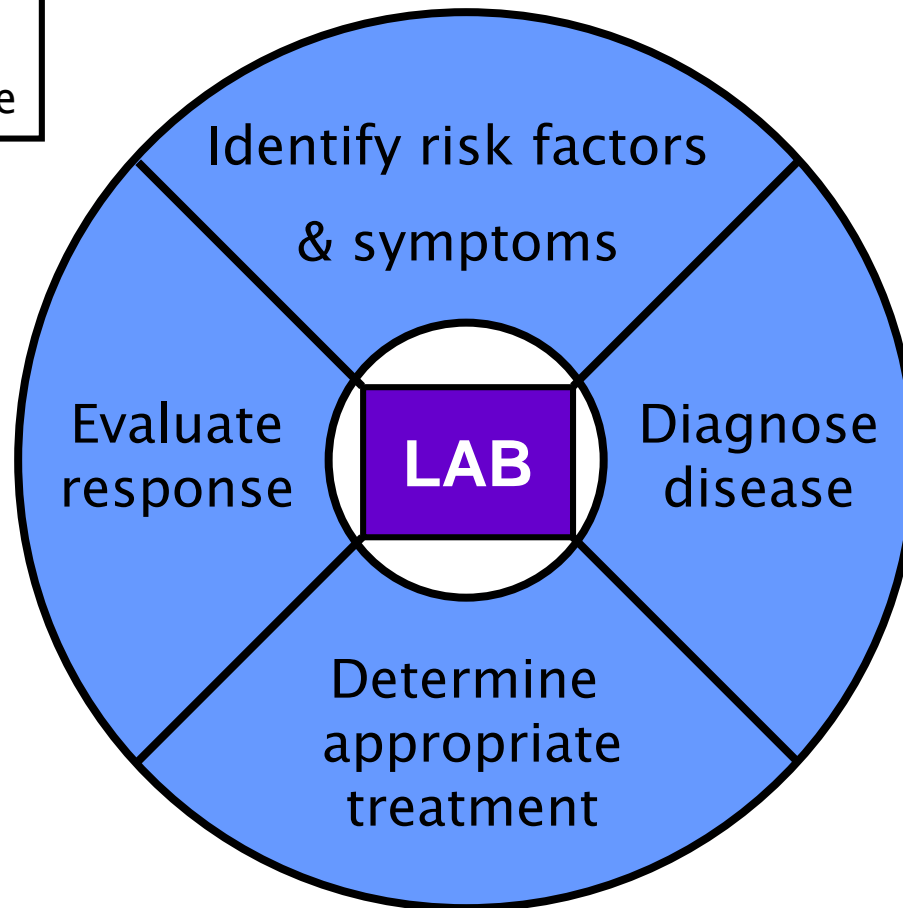 e
Identify risk factors
& symptoms
Evaluate
response
LAB
Diagnose
disease
Determine
appropriate
treatment